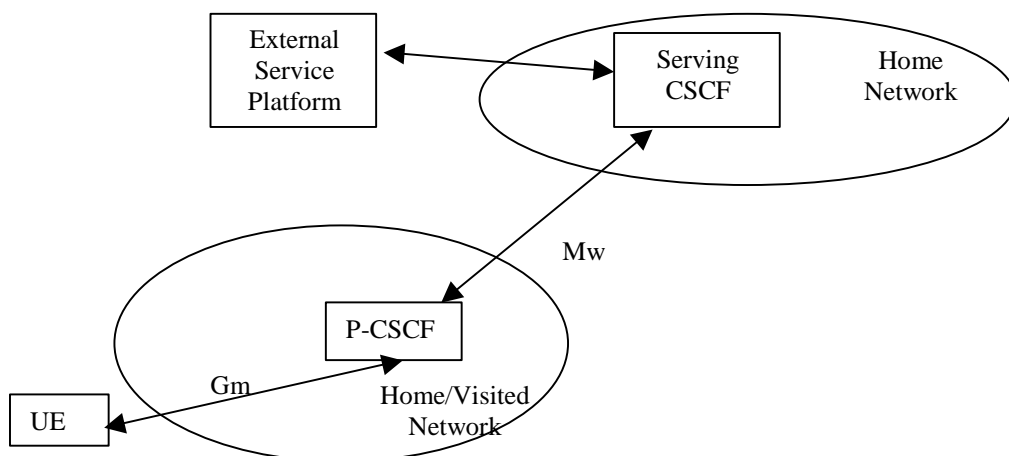 External
Service
Platform
Serving
CSCF
Home
Network
Mw
P-CSCF
Gm
Home/Visited
Network
UE